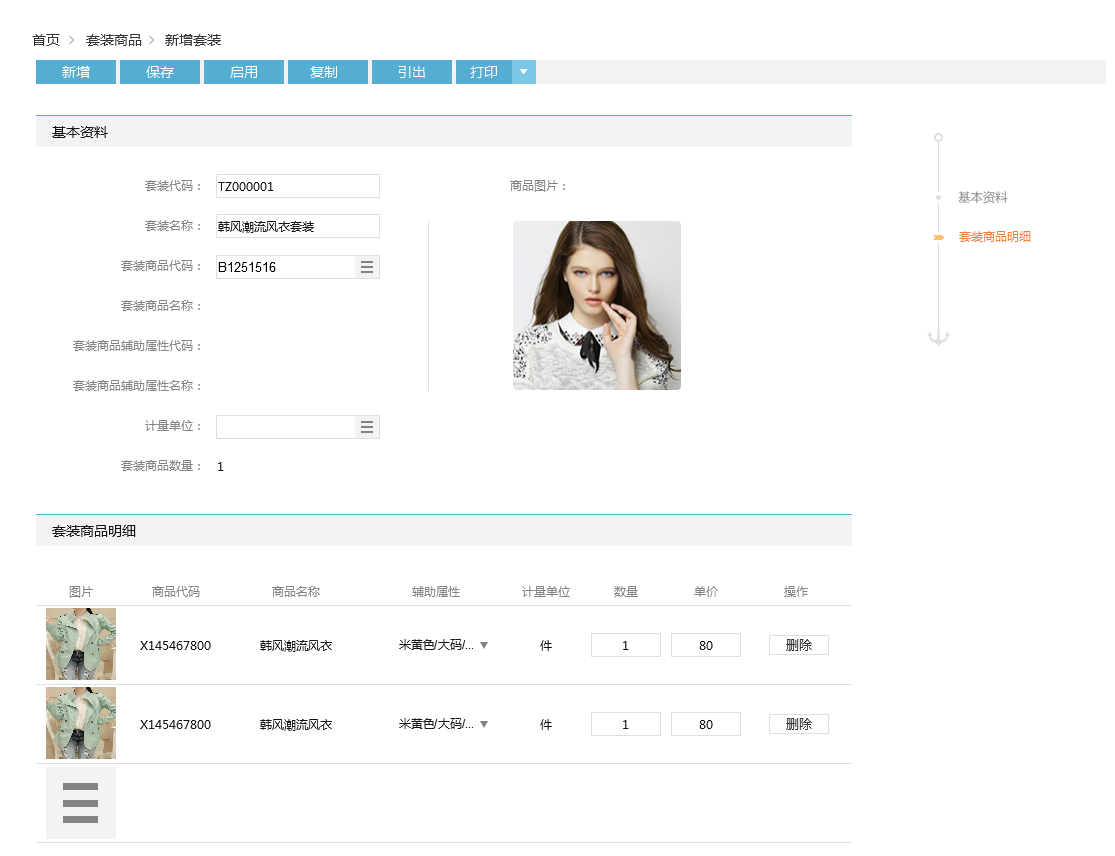 首页 > 套装商品 > 新增套装
新增 保存 启用 复制 引出 打印
基本资料
套装代码： TZ000001
商品图片：
套装名称： 韩风潮流风衣套装
套装商品代码： B1251516
套装商品名称：
套装商品辅助属性代码：
套装商品辅助属性名称：
计量单位：
套装商品数量： 1
基本资料
套装商品明细
套装商品明细
图片 商品代码 商品名称 辅助属性 计量单位 数量 单价 操作
X145467800 韩风潮流风衣 米黄色/大码/... 件 1 80 删除
X145467800 韩风潮流风衣 米黄色/大码/... 件 1 80 删除